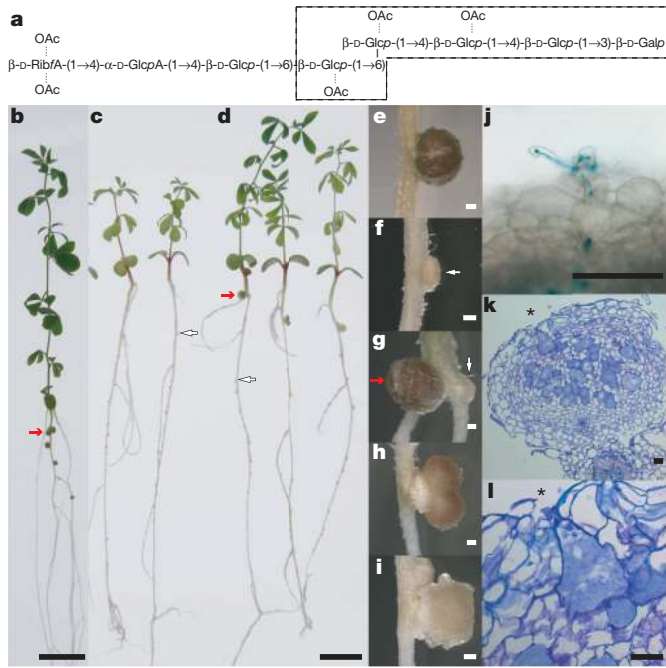 a
OAc OAc
β-D-Glcp-(1→4)-β-D-Glcp-(1→4)-β-D-Glcp-(1→3)-β-D-Galp
OAc
β-D-RibfA-(1→4)-α-D-GlcpA-(1→4)-β-D-Glcp-(1→6)-β-D-Glcp-(1→6)
OAc OAc
b c d e
f
g
h
i
j
*
k
*
l